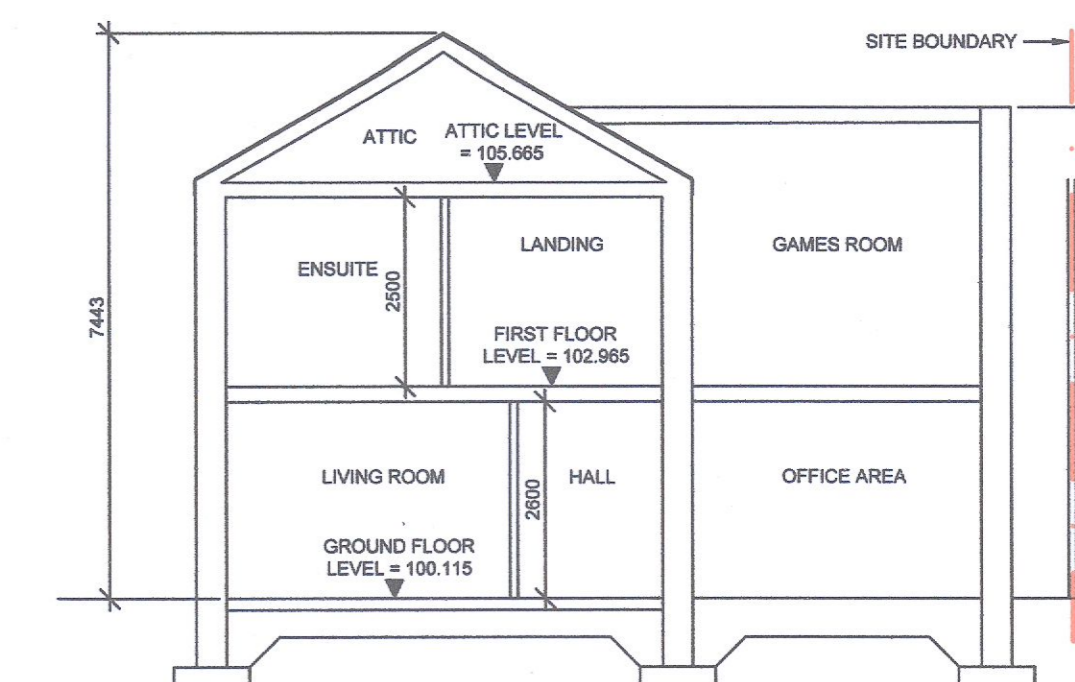 SITE BOUNDARY
ATTIC
ATTIC LEVEL
= 105.665
ENSUITE
2500
LANDING
GAMES ROOM
7443
FIRST FLOOR
LEVEL = 102.965
LIVING ROOM
2600
HALL
OFFICE AREA
GROUND FLOOR
LEVEL = 100.115